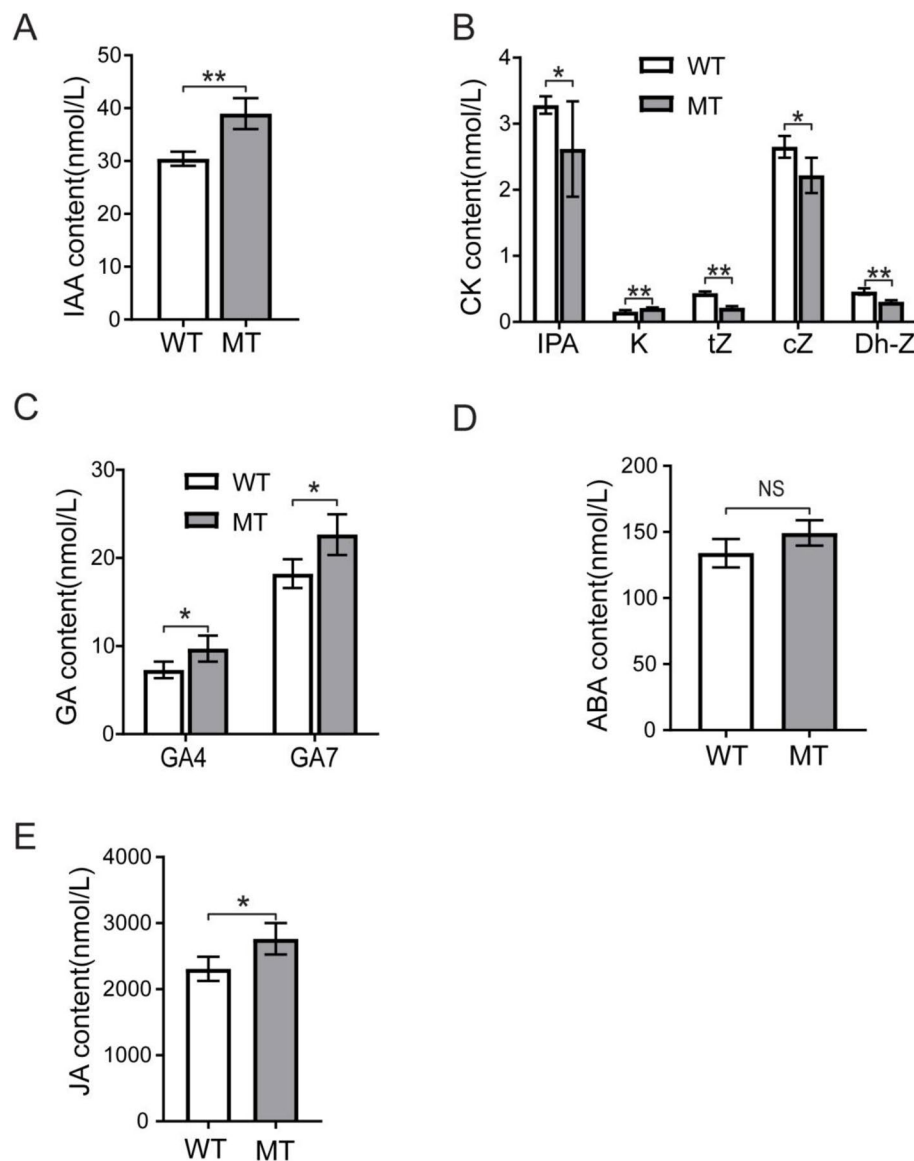 A
IAA content(nmol/L)
50
40
30
20
10
0
**
WT MT
B
CK content(nmol/L)
4
3
2
1
0
WT
MT
*
**
**
*
**
IPA K tZ cZ Dh-Z
C
GA content(nmol/L)
30
20
10
0
WT
MT
*
*
GA4 GA7
D
ABA content(nmol/L)
200
150
100
50
0
NS
WT MT
E
JA content(nmol/L)
4000
3000
2000
1000
0
*
WT MT